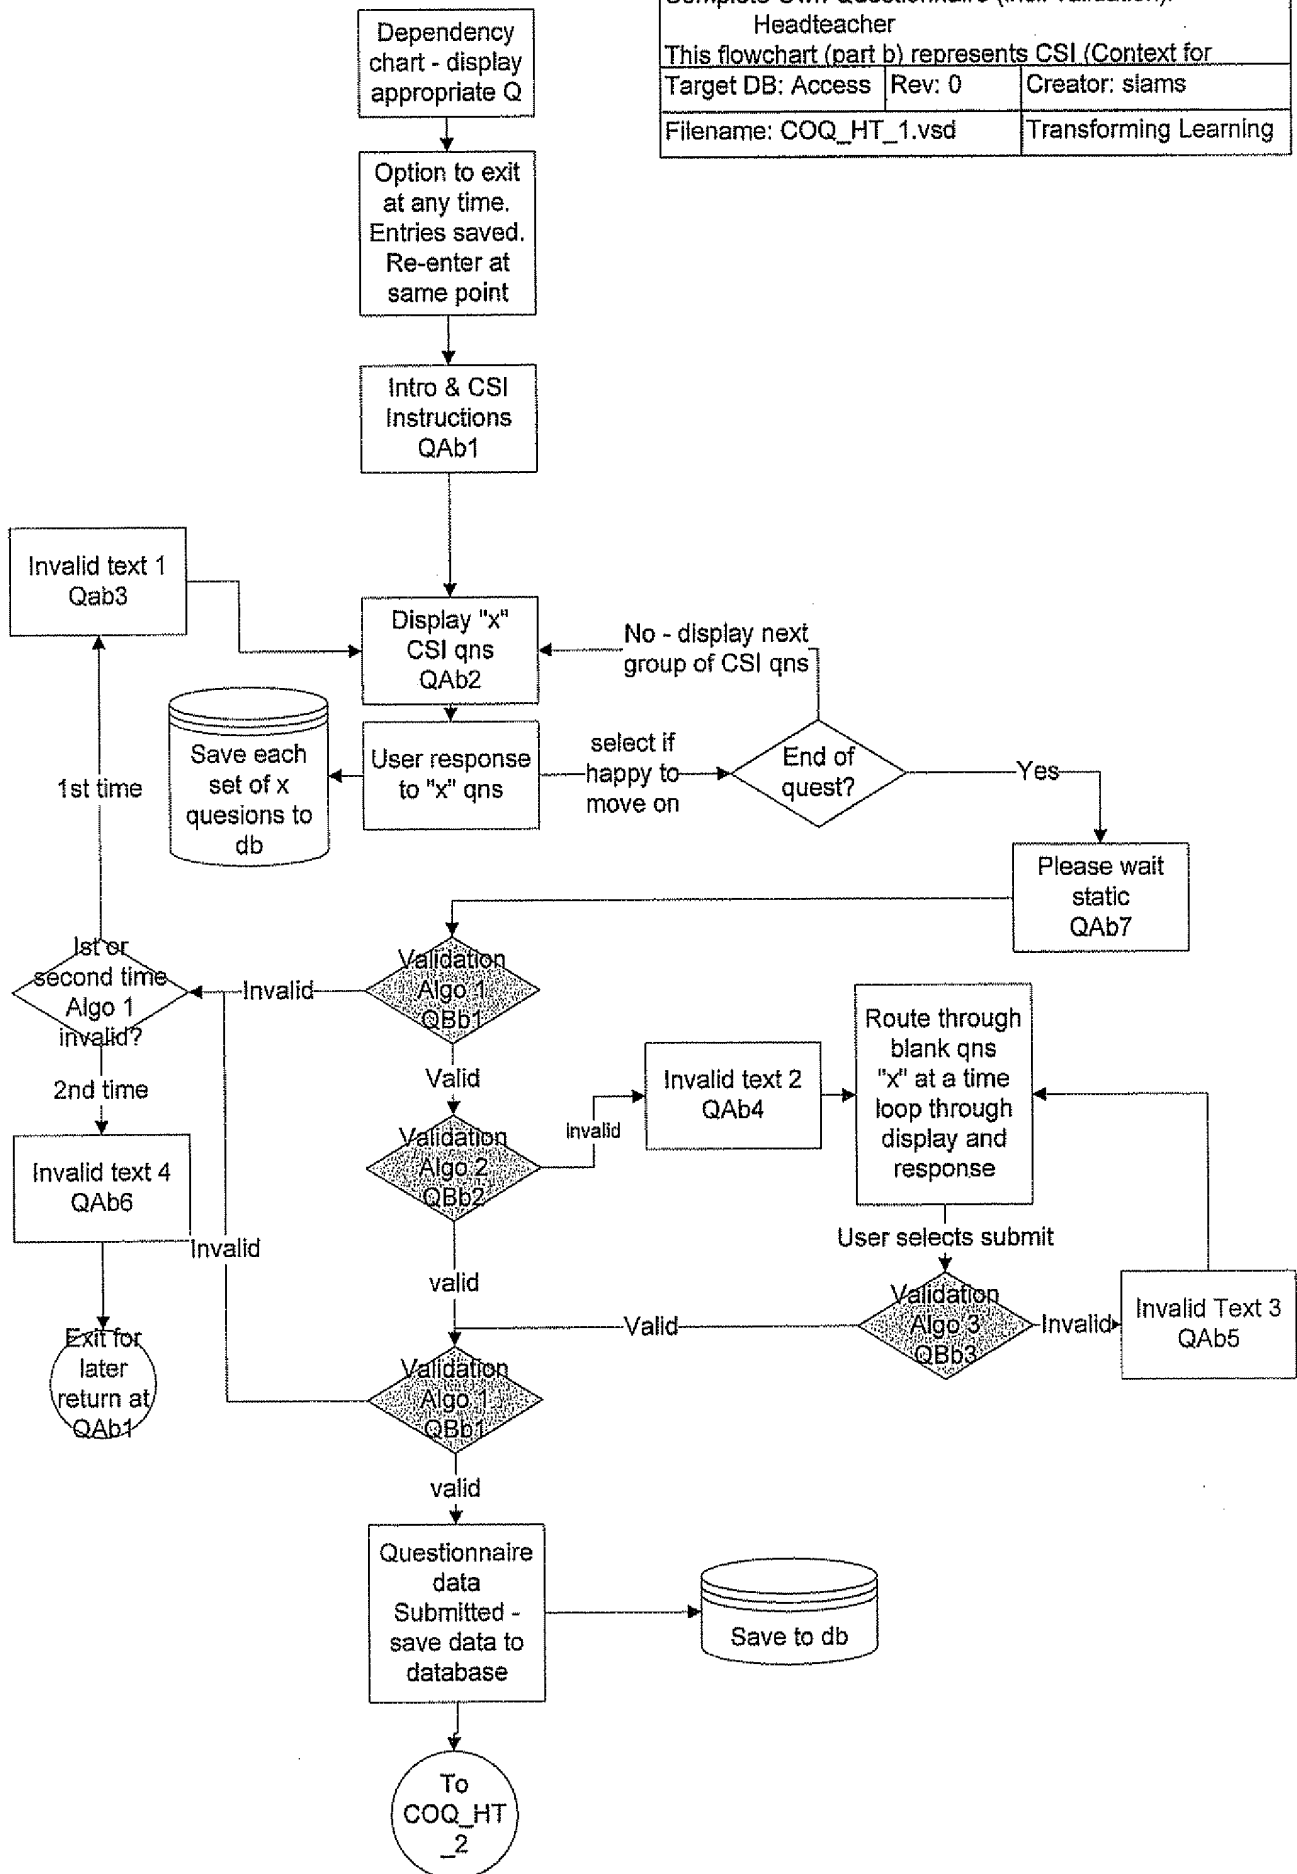 Complete Own Questionnaire (incl. validation):
Headteacher
This flowchart (part b) represents CSI (Context for
Target DB: Access
Rev: 0
Creator: slams
Filename: COQ_HT_1.vsd
Transforming Learning
Dependency
chart - display
appropriate Q
Option to exit
at any time.
Entries saved.
Re-enter at
same point
Intro & CSI
Instructions
QAb1
Invalid text 1
Qab3
Display "x"
CSI qns
QAb2
No - display next
group of CSI qns
Save each
set of x
quesions to
db
User response
to "x" qns
select if
happy to
move on
End of
quest?
Yes
1st time
Please wait
static
QAb7
Ist or
second time
Algo 1
invalid?
Invalid
Validation
Algo 1
QBb1
Valid
2nd time
Invalid text 4
QAb6
Validation
Algo 2
QBb2
invalid
Invalid text 2
QAb4
Route through
blank qns
"x" at a time
loop through
display and
response
User selects submit
Invalid
valid
Valid
Validation
Algo 3
QBb3
Invalid
Invalid Text 3
QAb5
Exit for
later
return at
QAb1
Validation
Algo 1
QBb1
valid
Questionnaire
data
Submitted -
save data to
database
Save to db
To
COQ_HT
_2